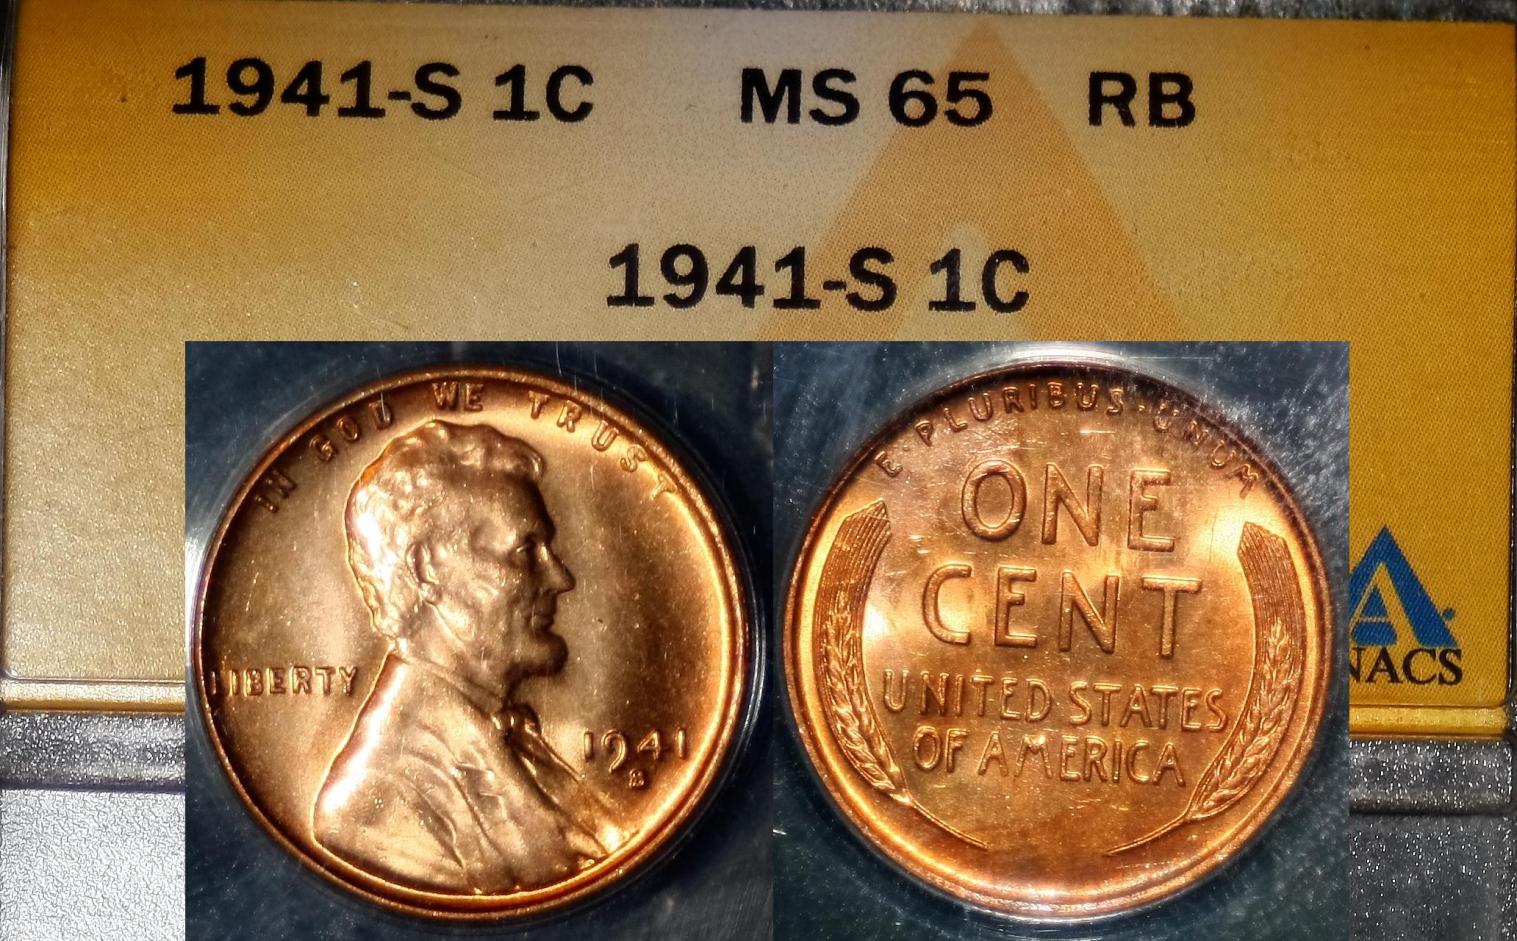 1941-S 1C MS 65 RB
1941-S 1C
IN GOD WE TRUST
LIBERTY
1941
S
E·PLURIBUS·UNUM
ONE
CENT
UNITED STATES
OF AMERICA
NACS